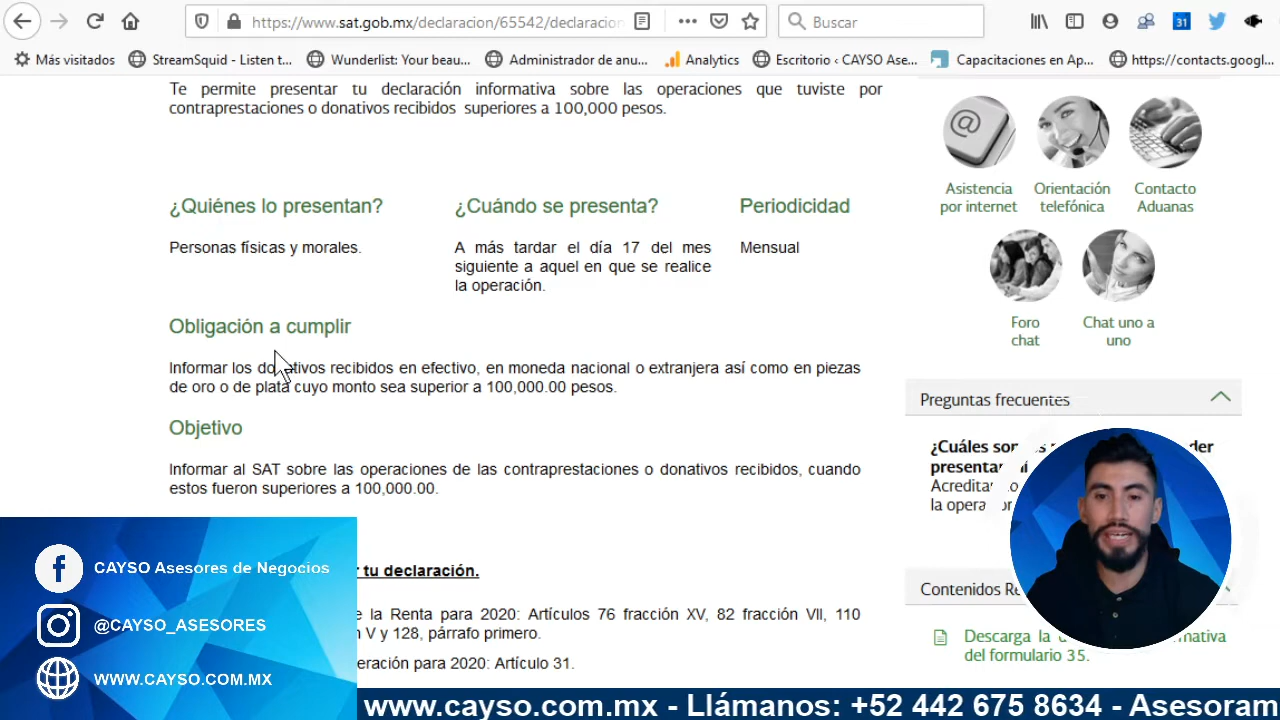 https://www.sat.gob.mx/declaracion/65542/declaracion
Buscar
31
Más visitados
StreamSquid - Listen t...
Wunderlist: Your beau...
Administrador de anu...
Analytics
Escritorio ‹ CAYSO Ase...
Capacitaciones en Ap...
https://contacts.googl...
Te permite presentar tu declaración informativa sobre las operaciones que tuviste por
contraprestaciones o donativos recibidos superiores a 100,000 pesos.
¿Quiénes lo presentan?
Personas físicas y morales.
¿Cuándo se presenta?
A más tardar el día 17 del mes
siguiente a aquel en que se realice
la operación.
Periodicidad
Mensual
Obligación a cumplir
Informar los donativos recibidos en efectivo, en moneda nacional o extranjera así como en piezas
de oro o de plata cuyo monto sea superior a 100,000.00 pesos.
Objetivo
Informar al SAT sobre las operaciones de las contraprestaciones o donativos recibidos, cuando
estos fueron superiores a 100,000.00.
tu declaración.
la Renta para 2020: Artículos 76 fracción XV, 82 fracción VII, 110
V y 128, párrafo primero.
para 2020: Artículo 31.
@
Asistencia
por internet
Orientación
telefónica
Contacto
Aduanas
Foro
chat
Chat uno a
uno
Preguntas frecuentes
¿Cuáles
la
Contenidos
Descarga la
del formulario 35.
f
CAYSO Asesores de Negocios
@CAYSO_ASESORES
WWW.CAYSO.COM.MX
www.cayso.com.mx - Llámanos: +52 442 675 8634 - Asesoram